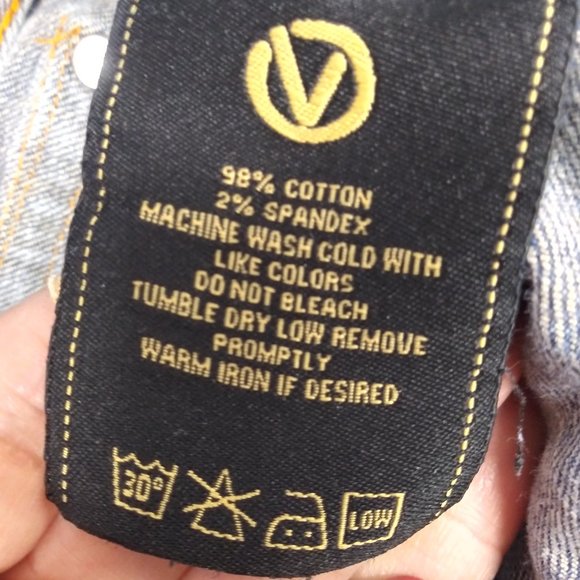 V
98% COTTON
2% SPANDEX
MACHINE WASH COLD WITH
LIKE COLORS
DO NOT BLEACH
TUMBLE DRY LOW REMOVE
PROMPTLY
WARM IRON IF DESIRED
30° LOW